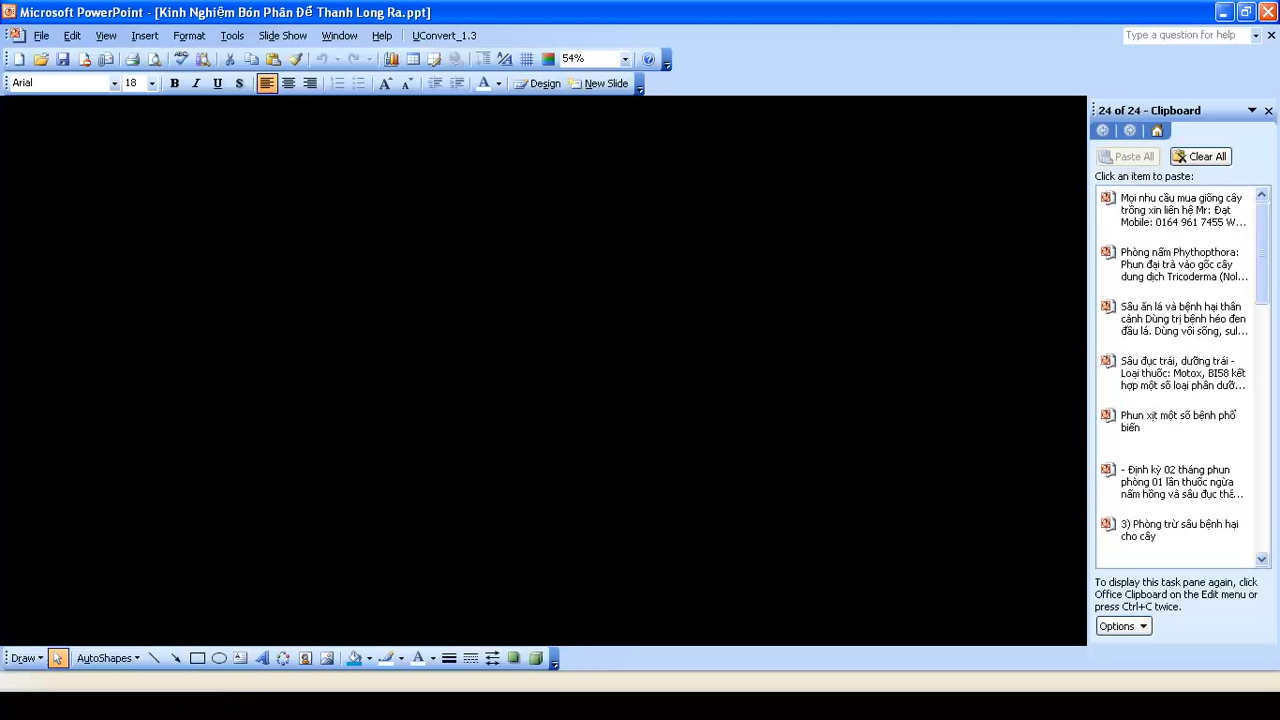 Microsoft PowerPoint - [Kinh Nghiệm Bón Phân Để Thanh Long Ra.ppt]
File Edit View Insert Format Tools Slide Show Window Help UConvert_1.3
Type a question for help
54%
Arial 18 B I U S A A A Design New Slide
24 of 24 - Clipboard
Paste All Clear All
Click an item to paste:
Mọi nhu cầu mua giống cây
trồng xin liên hệ Mr: Đạt
Mobile: 0164 961 7455 W...
Phòng nấm Phythopthora:
Phun đại trà vào gốc cây
dung dịch Tricoderma (Nol...
Sâu ăn lá và bệnh hại thân
cành Dùng trị bệnh héo đen
đầu lá. Dùng vôi sống, sul...
Sâu đục trái, dưỡng trái -
Loại thuốc: Motox, BI58 kết
hợp một số loại phân dưỡ...
Phun xịt một số bệnh phổ
biến
- Định kỳ 02 tháng phun
phòng 01 lần thuốc ngừa
nấm hồng và sâu đục thâ...
3) Phòng trừ sâu bệnh hại
cho cây
To display this task pane again, click
Office Clipboard on the Edit menu or
press Ctrl+C twice.
Options
Draw AutoShapes A